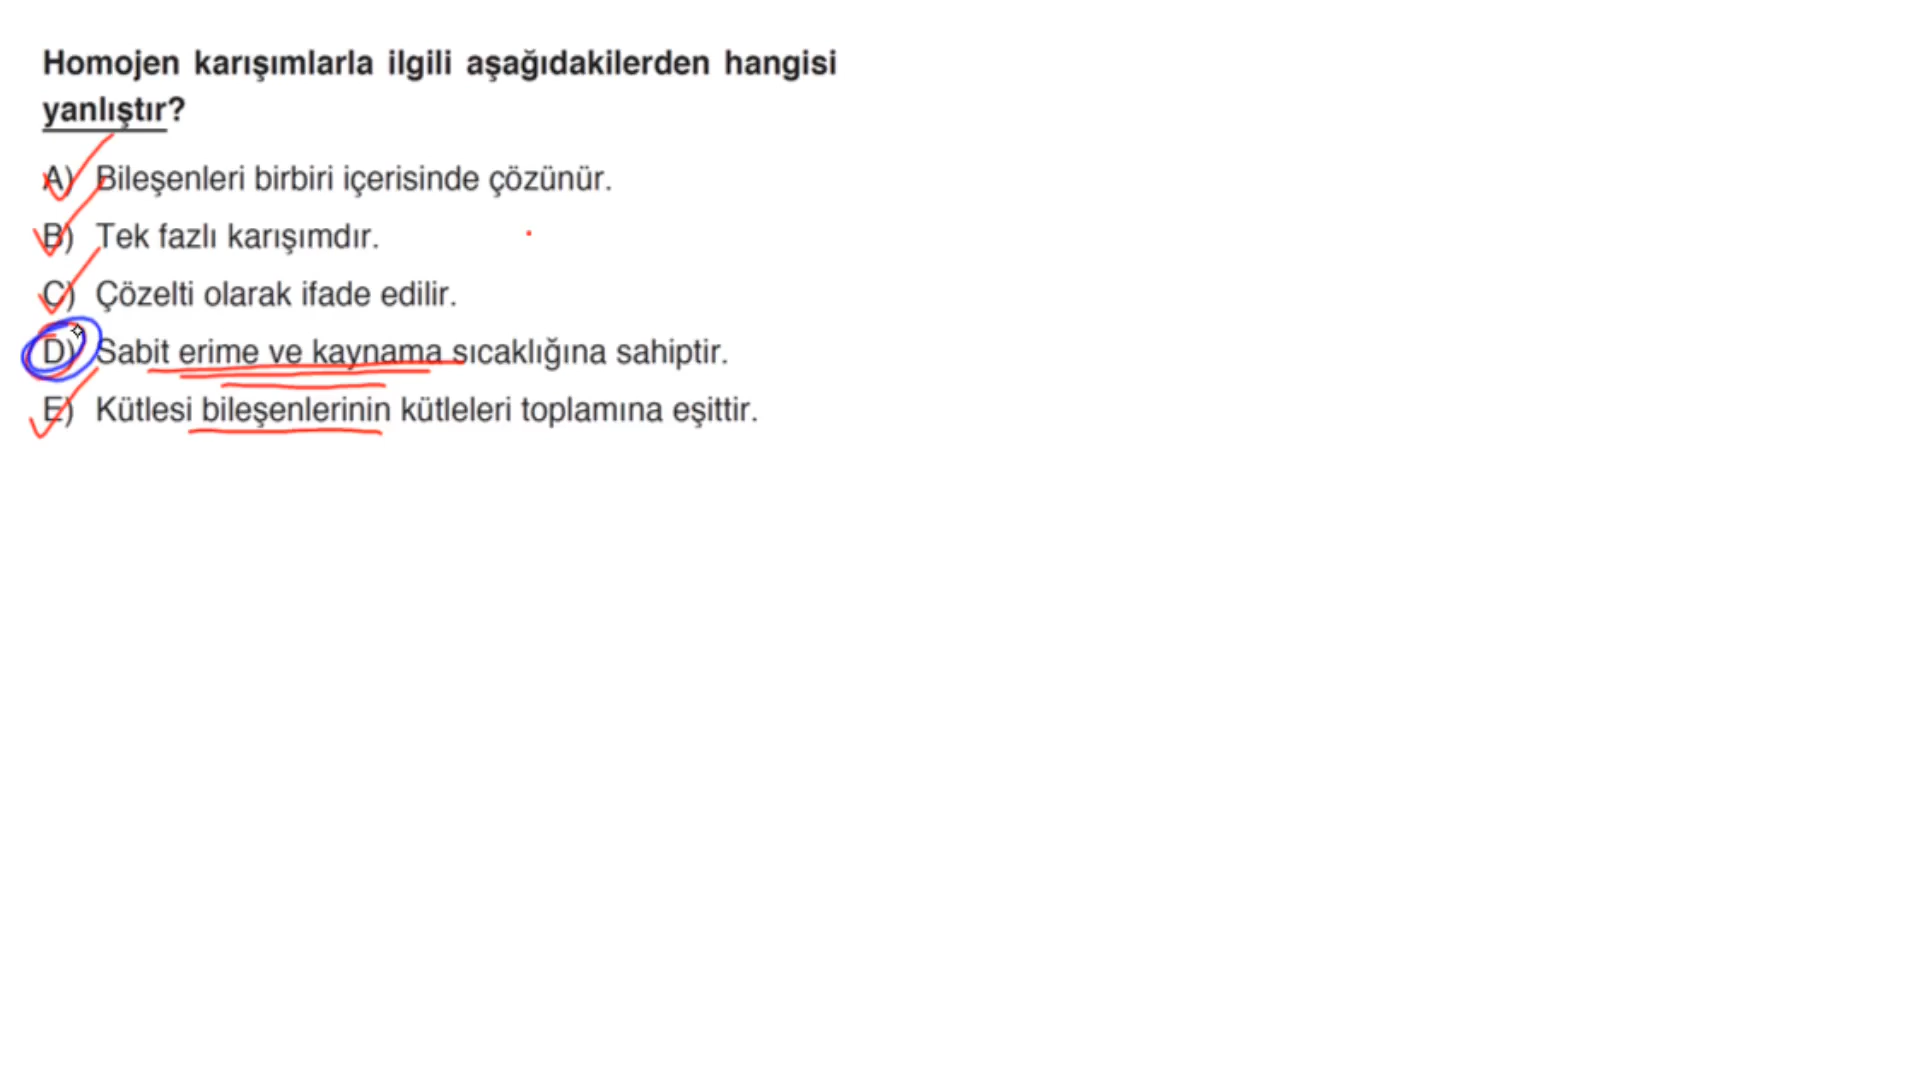 Homojen karışımlarla ilgili aşağıdakilerden hangisi
yanlıştır?
A) Bileşenleri birbiri içerisinde çözünür.
B) Tek fazlı karışımdır.
C) Çözelti olarak ifade edilir.
D) Sabit erime ve kaynama sıcaklığına sahiptir.
E) Kütlesi bileşenlerinin kütleleri toplamına eşittir.